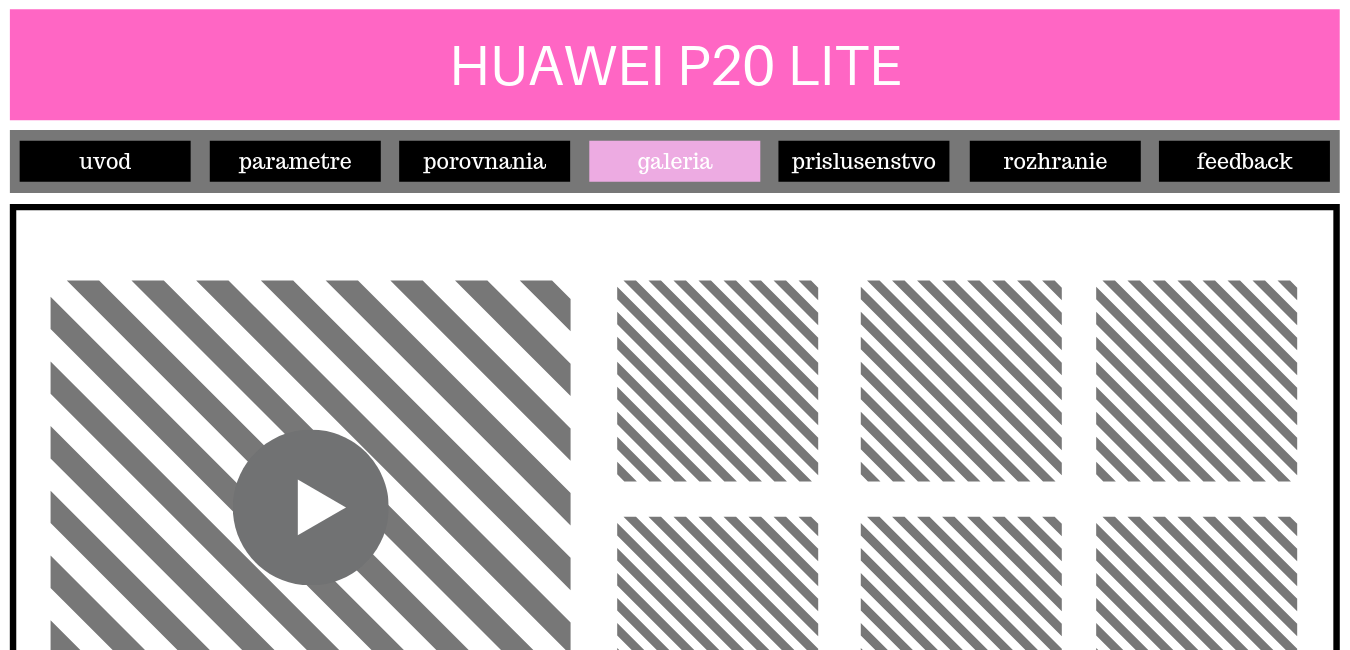 HUAWEI P20 LITE
uvod parametre porovnania galeria prislusenstvo rozhranie feedback